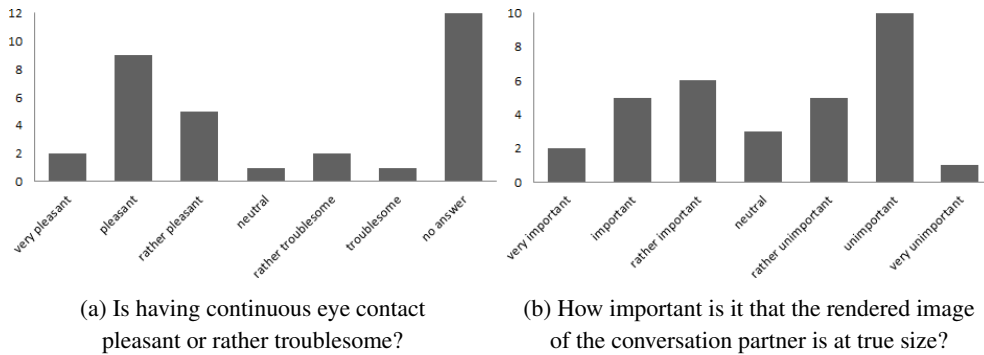 12
10
8
6
4
2
0
very pleasant
pleasant
rather pleasant
neutral
rather troublesome
troublesome
no answer
(a) Is having continuous eye contact
pleasant or rather troublesome?
10
8
6
4
2
0
very important
important
rather important
neutral
rather unimportant
unimportant
very unimportant
(b) How important is it that the rendered image
of the conversation partner is at true size?